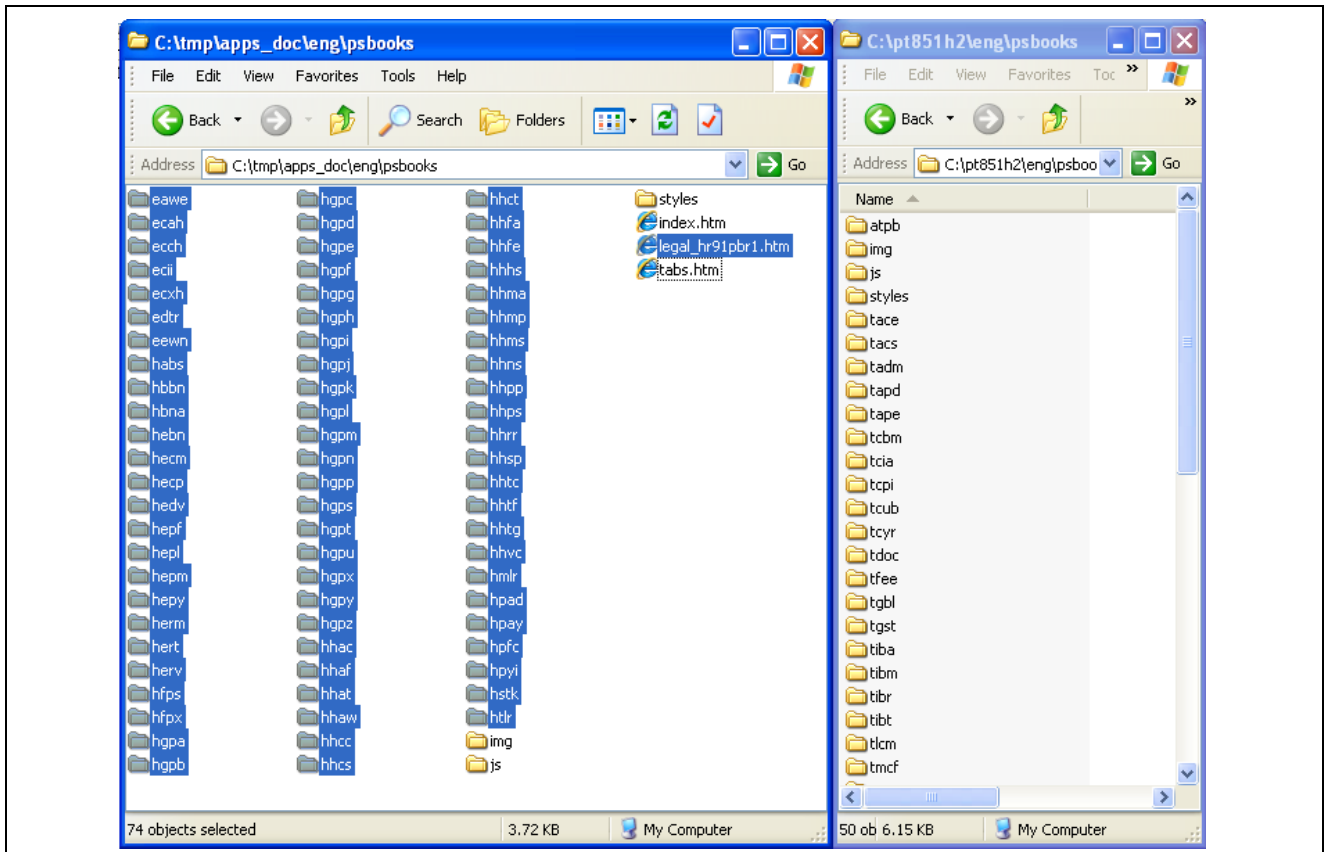 C:\tmp\apps_doc\eng\psbooks
File Edit View Favorites Tools Help
Back Search Folders
Address C:\tmp\apps_doc\eng\psbooks Go
eawe
ecah
ecch
ecii
ecxh
edtr
eewn
habs
hbbn
hbna
hebn
hecm
hecp
hedv
hepf
hepl
hepm
hepy
herm
hert
herv
hfps
hfpx
hgpa
hgpb
hgpc
hgpd
hgpe
hgpf
hgpg
hgph
hgpi
hgpj
hgpk
hgpl
hgpm
hgpn
hgpp
hgps
hgpt
hgpu
hgpx
hgpy
hgpz
hhac
hhaf
hhat
hhaw
hhcc
hhcs
hhct
hhfa
hhfe
hhhs
hhma
hhmp
hhms
hhns
hhpp
hhps
hhrr
hhsp
hhtc
hhtf
hhtg
hhvc
hmlr
hpad
hpay
hpfc
hpyi
hstk
htlr
img
js
styles
index.htm
legal_hr91pbr1.htm
tabs.htm
74 objects selected 3.72 KB My Computer
C:\pt851h2\eng\psbooks
File Edit View Favorites Toc »
Back »
Address C:\pt851h2\eng\psboo Go
Name
atpb
img
js
styles
tace
tacs
tadm
tapd
tape
tcbm
tcia
tcpi
tcub
tcyr
tdoc
tfee
tgbl
tgst
tiba
tibm
tibr
tibt
tlcm
tmcf
50 ob 6.15 KB My Computer